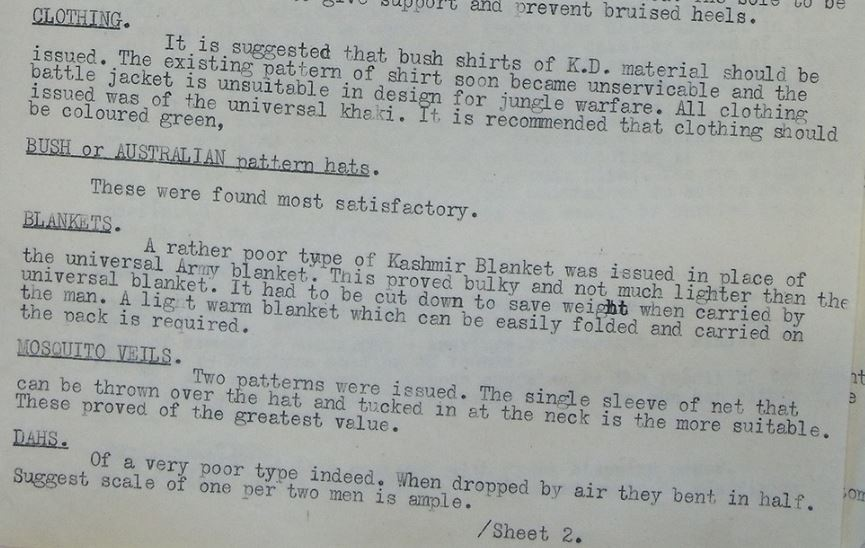 to give support and prevent bruised heels.
CLOTHING.
It is suggested that bush shirts of K.D. material should be
issued. The existing pattern of shirt soon became unservicable and the
battle jacket is unsuitable in design for jungle warfare. All clothing
issued was of the universal khaki. It is recommended that clothing should
be coloured green,
BUSH or AUSTRALIAN pattern hats.
These were found most satisfactory.
BLANKETS.
A rather poor type of Kashmir Blanket was issued in place of
the universal Army blanket. This proved bulky and not much lighter than the
universal blanket. It had to be cut down to save weight when carried by
the man. A lig t warm blanket which can be easily folded and carried on
the pack is required.
MOSQUITO VEILS.
Two patterns were issued. The single sleeve of net that
can be thrown over the hat and tucked in at the neck is the more suitable.
These proved of the greatest value.
DAHS.
Of a very poor type indeed. When dropped by air they bent in half.
Suggest scale of one per two men is ample.
/Sheet 2.